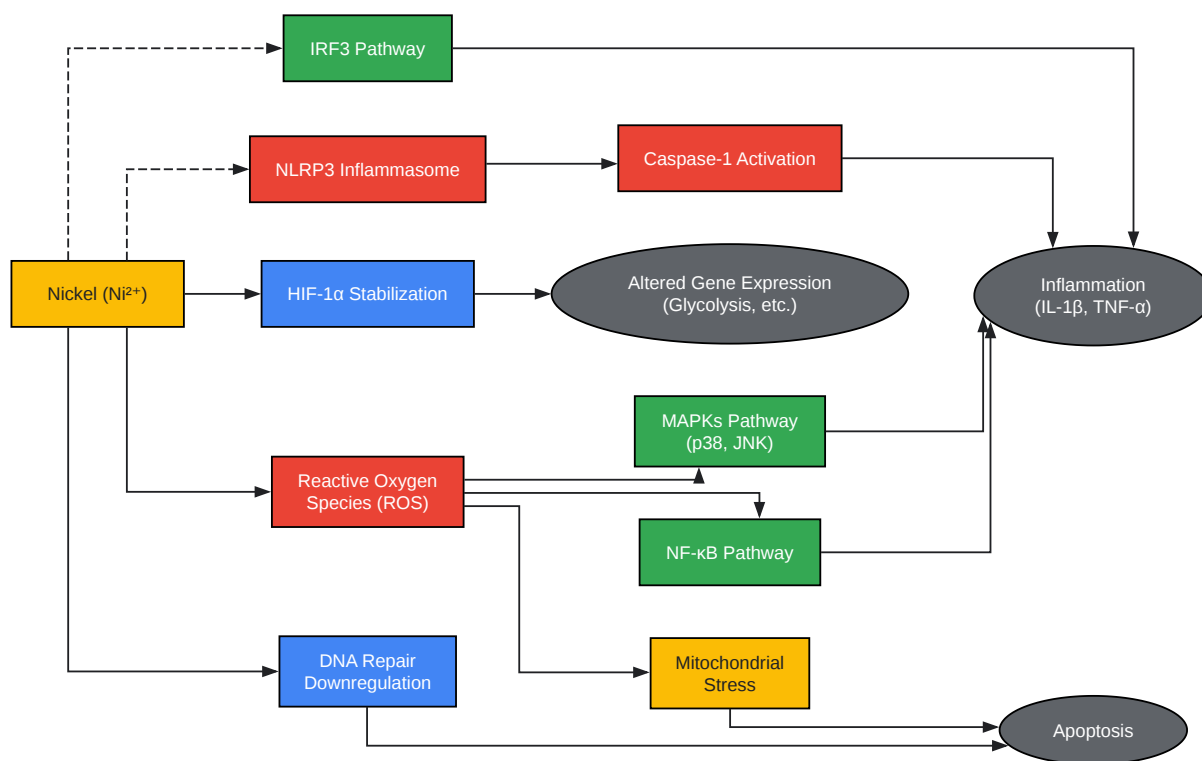 IRF3 Pathway
NLRP3 Inflammasome
Caspase-1 Activation
Nickel (Ni²⁺)
HIF-1α Stabilization
Altered Gene Expression
(Glycolysis, etc.)
Inflammation
(IL-1β, TNF-α)
MAPKs Pathway
(p38, JNK)
Reactive Oxygen
Species (ROS)
NF-κB Pathway
DNA Repair
Downregulation
Mitochondrial
Stress
Apoptosis